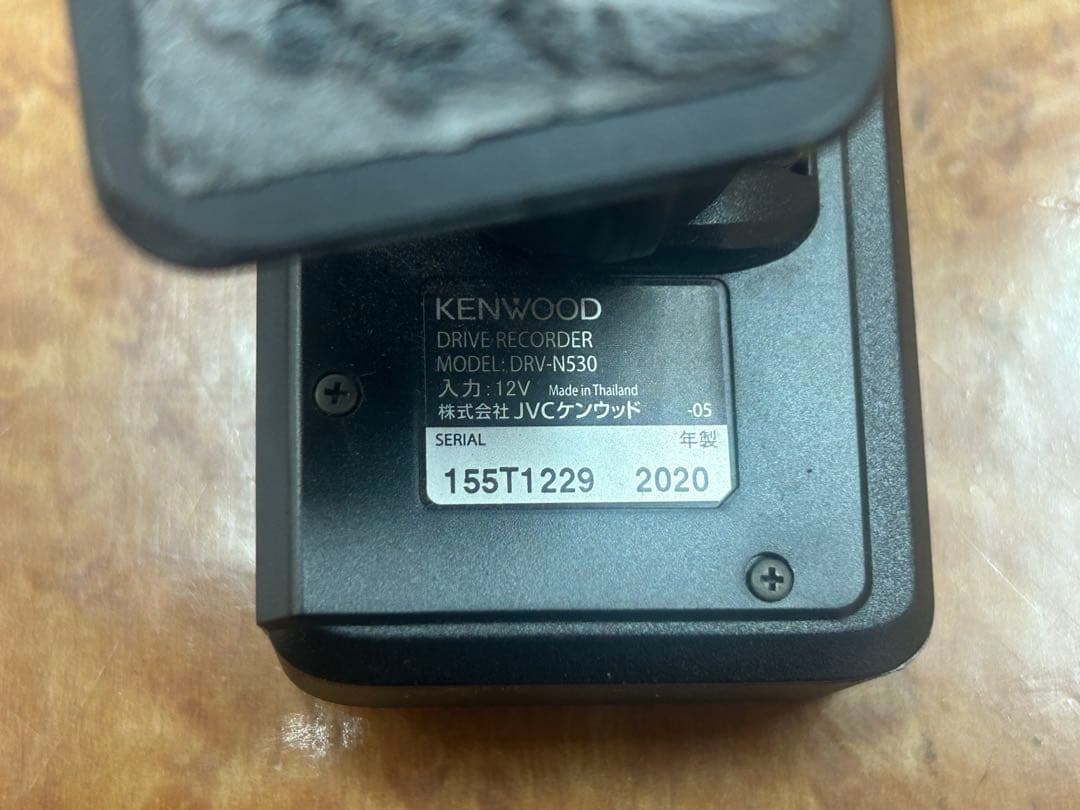 KENWOOD
DRIVE RECORDER
MODEL: DRV-N530
入力 : 12V Made in Thailand
株式会社 JVCケンウッド -05
SERIAL 年製
155T1229 2020